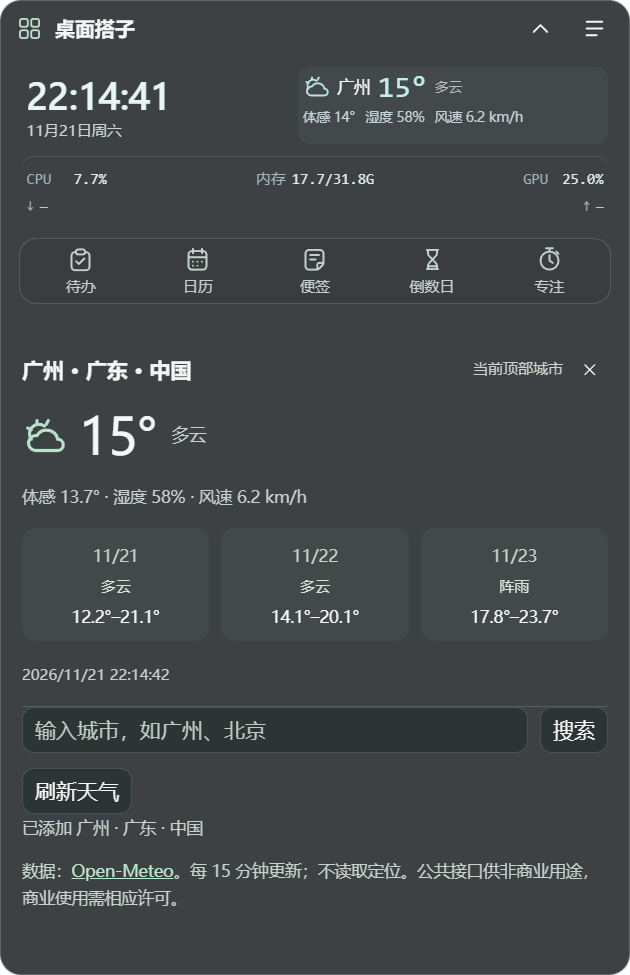 桌面搭子
22:14:41
11月21日周六
广州 15° 多云
体感 14° 湿度 58% 风速 6.2 km/h
CPU 7.7% 内存 17.7/31.8G GPU 25.0%
↓ – ↑ –
待办 日历 便签 倒数日 专注
广州 · 广东 · 中国 当前顶部城市
15° 多云
体感 13.7° · 湿度 58% · 风速 6.2 km/h
11/21 11/22 11/23
多云 多云 阵雨
12.2°–21.1° 14.1°–20.1° 17.8°–23.7°
2026/11/21 22:14:42
输入城市，如广州、北京 搜索
刷新天气
已添加 广州 · 广东 · 中国
数据：Open-Meteo。每 15 分钟更新；不读取定位。公共接口供非商业用途，
商业使用需相应许可。